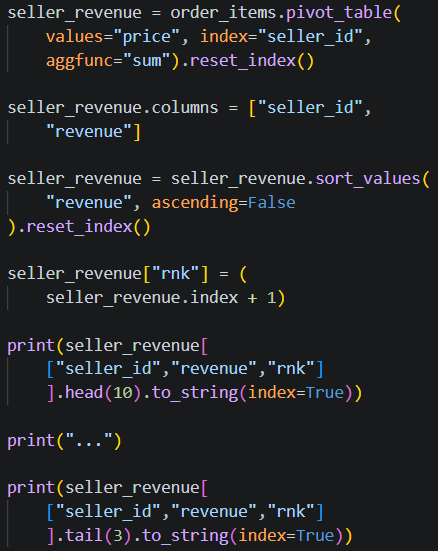 seller_revenue = order_items.pivot_table(
    values="price", index="seller_id",
    aggfunc="sum").reset_index()

seller_revenue.columns = ["seller_id",
    "revenue"]

seller_revenue = seller_revenue.sort_values(
    "revenue", ascending=False
).reset_index()

seller_revenue["rnk"] = (
    seller_revenue.index + 1)

print(seller_revenue[
    ["seller_id","revenue","rnk"]
    ].head(10).to_string(index=True))

print("...")

print(seller_revenue[
    ["seller_id","revenue","rnk"]
    ].tail(3).to_string(index=True))